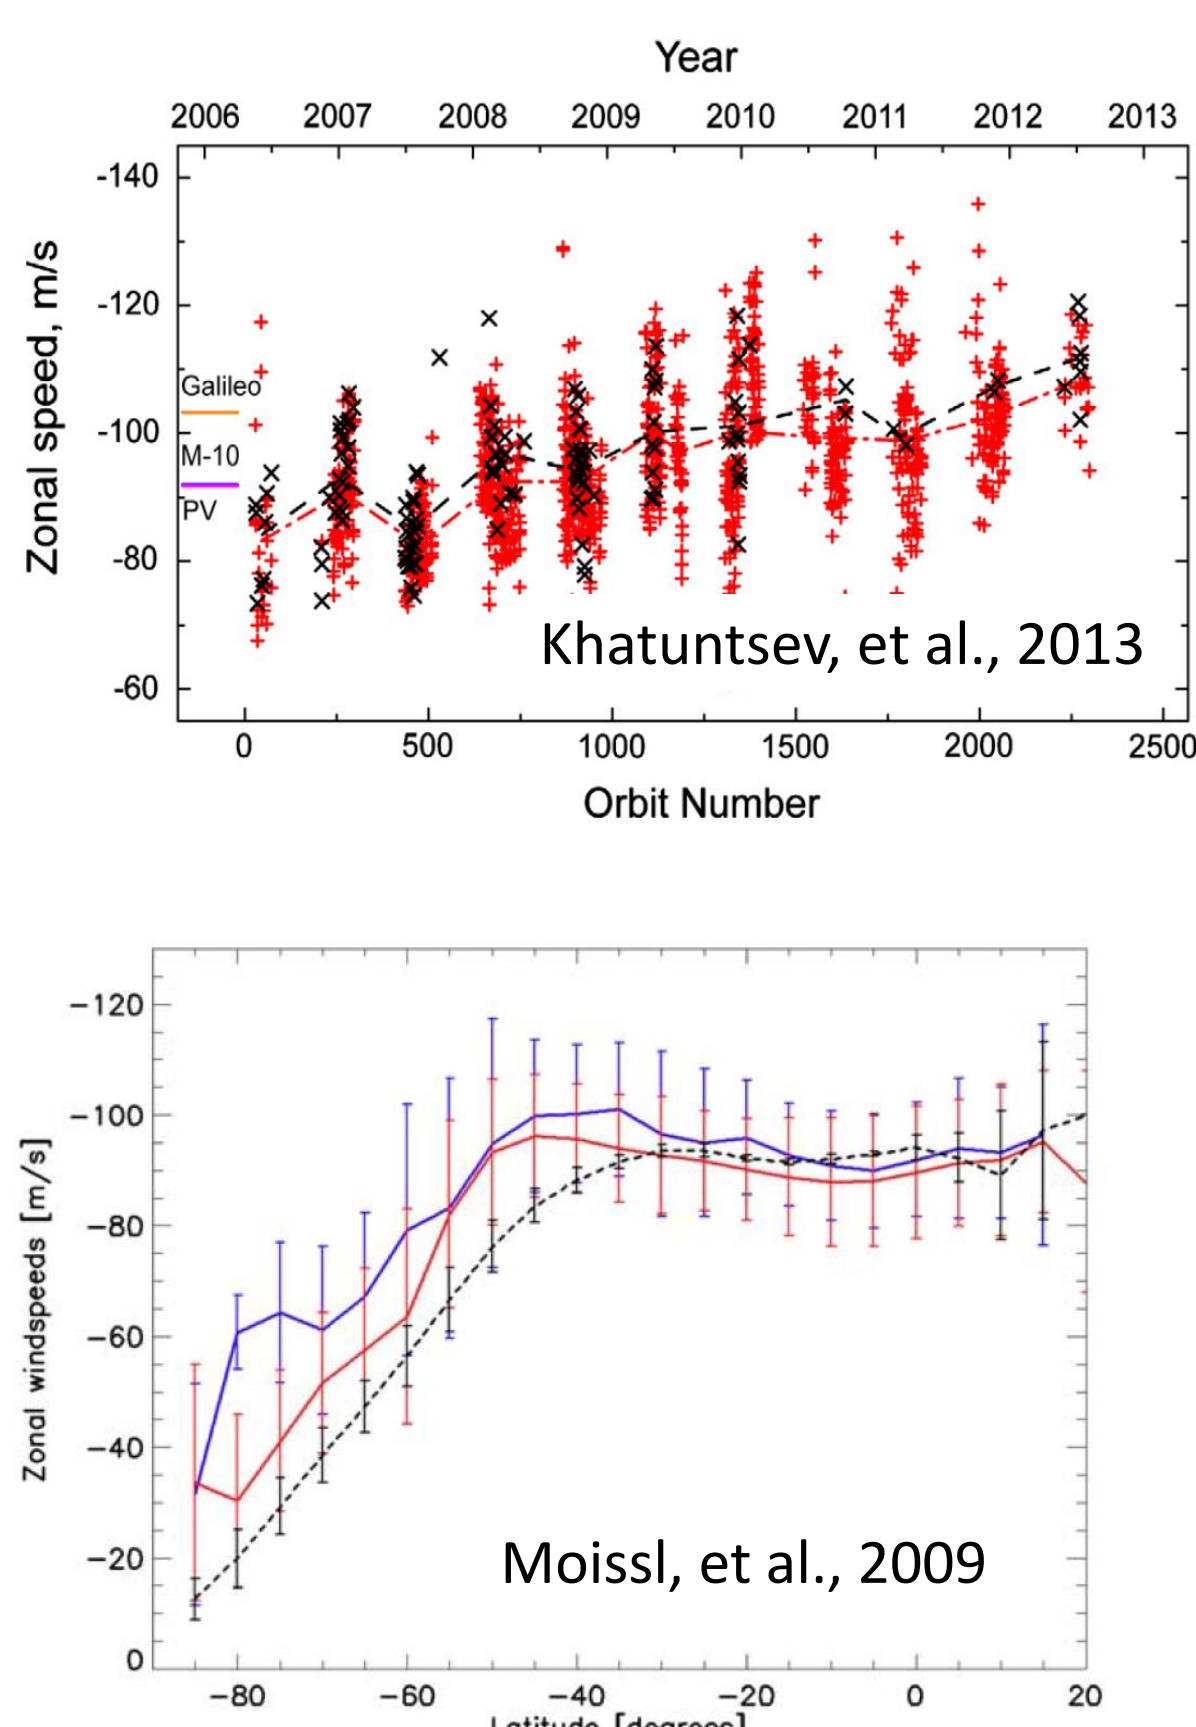 Year
2006 2007 2008 2009 2010 2011 2012 2013
-140
-120
Galileo
-100
M-10
PV
-80
-60
Zonal speed, m/s
Khatuntsev, et al., 2013
0 500 1000 1500 2000 2500
Orbit Number
−120
−100
−80
−60
−40
−20
0
Zonal windspeeds [m/s]
Moissl, et al., 2009
−80 −60 −40 −20 0 20
Latitude [degrees]